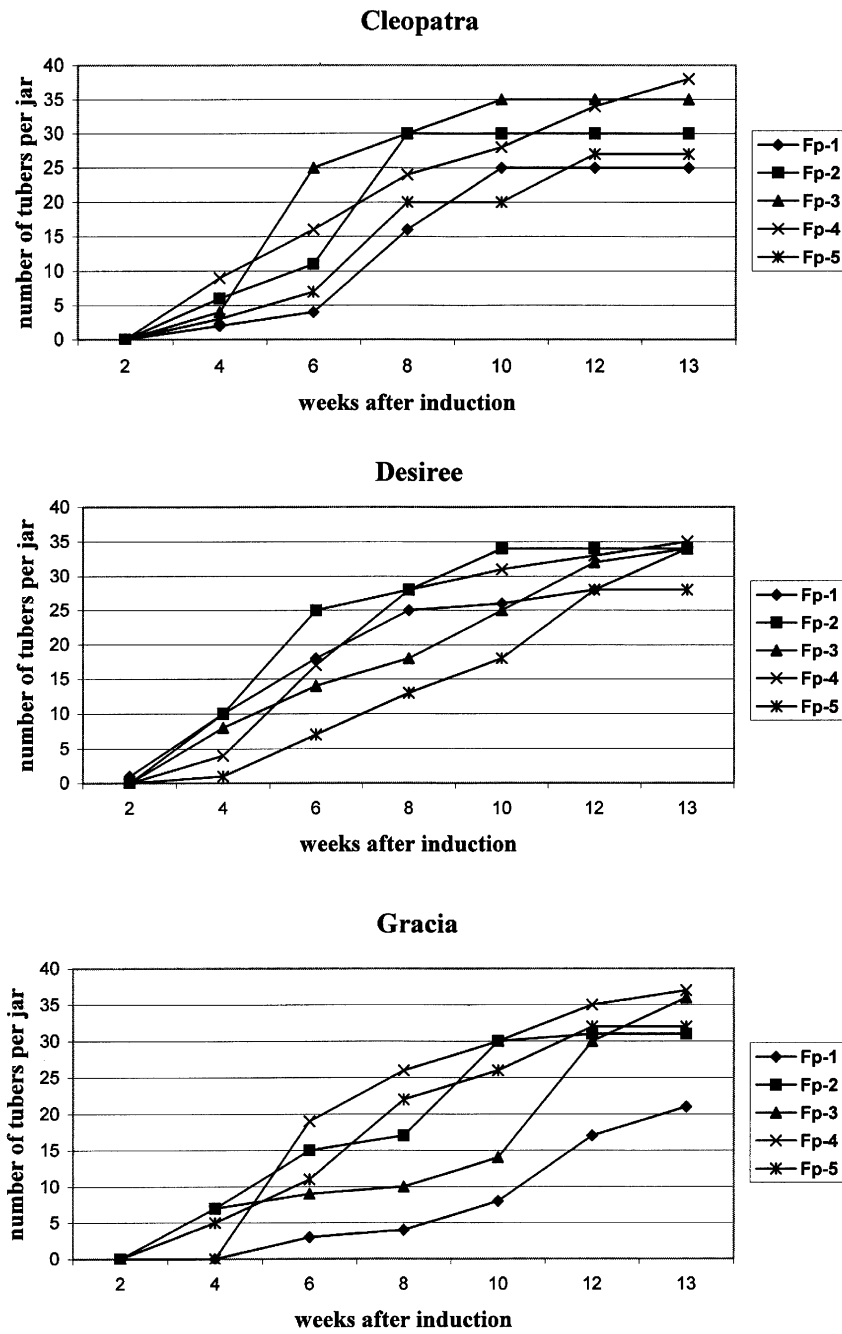 Cleopatra
number of tubers per jar
40
35
30
25
20
15
10
5
0
2 4 6 8 10 12 13
weeks after induction
Fp-1
Fp-2
Fp-3
Fp-4
Fp-5
Desiree
number of tubers per jar
40
35
30
25
20
15
10
5
0
2 4 6 8 10 12 13
weeks after induction
Fp-1
Fp-2
Fp-3
Fp-4
Fp-5
Gracia
number of tubers per jar
40
35
30
25
20
15
10
5
0
2 4 6 8 10 12 13
weeks after induction
Fp-1
Fp-2
Fp-3
Fp-4
Fp-5